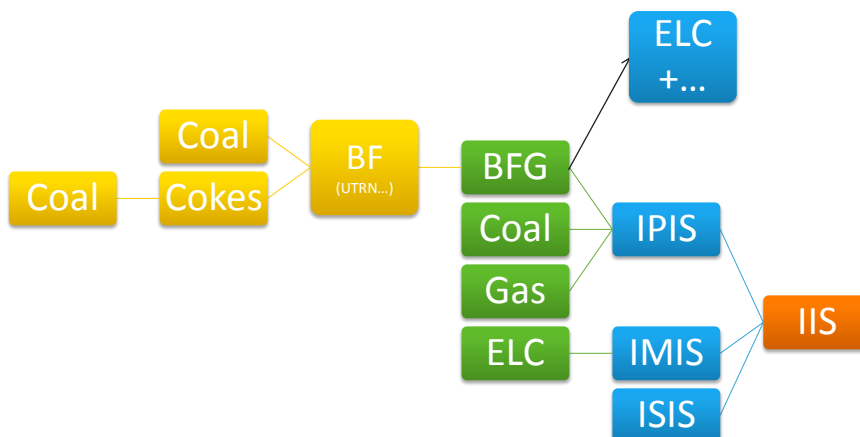 ELC
+...
Coal
BF
(UTRN...)
BFG
Coal
Cokes
Coal
IPIS
Gas
IIS
ELC
IMIS
ISIS